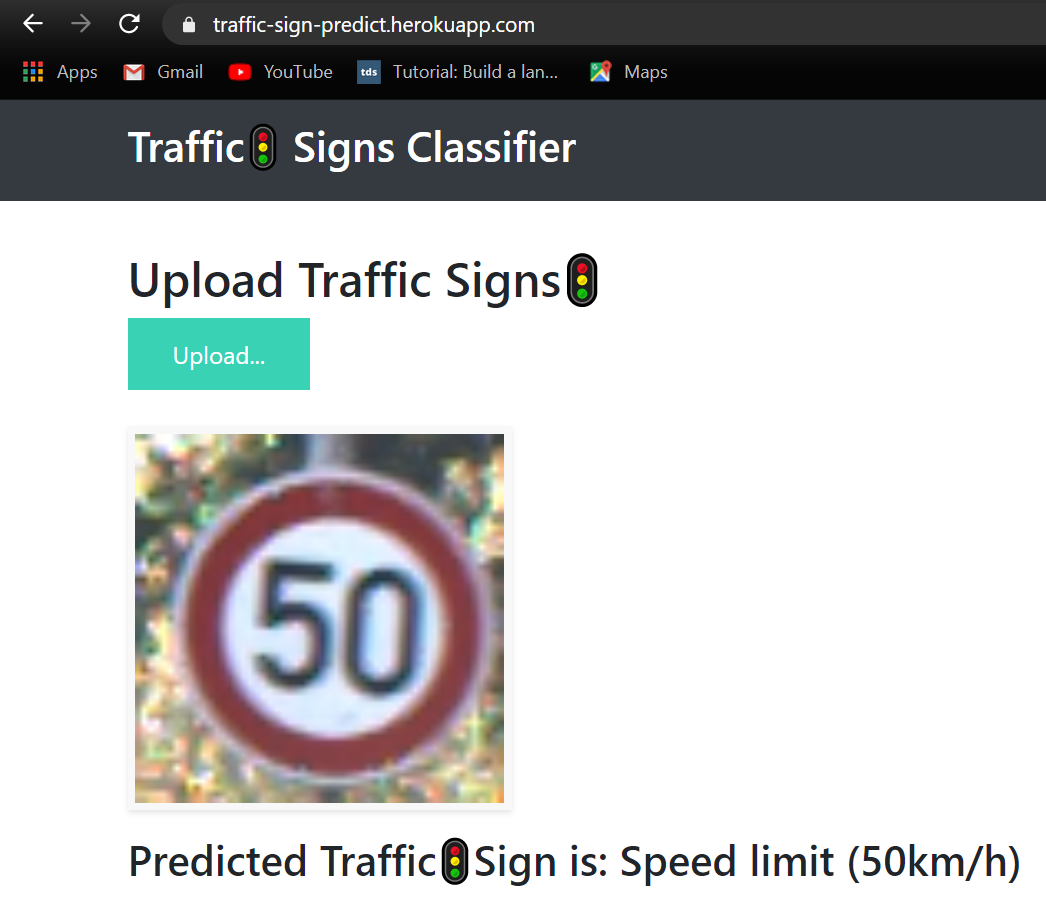 traffic-sign-predict.herokuapp.com
Apps Gmail YouTube tds Tutorial: Build a lan... Maps
Traffic🚦 Signs Classifier
Upload Traffic Signs🚦
Upload...
50
Predicted Traffic🚦Sign is: Speed limit (50km/h)